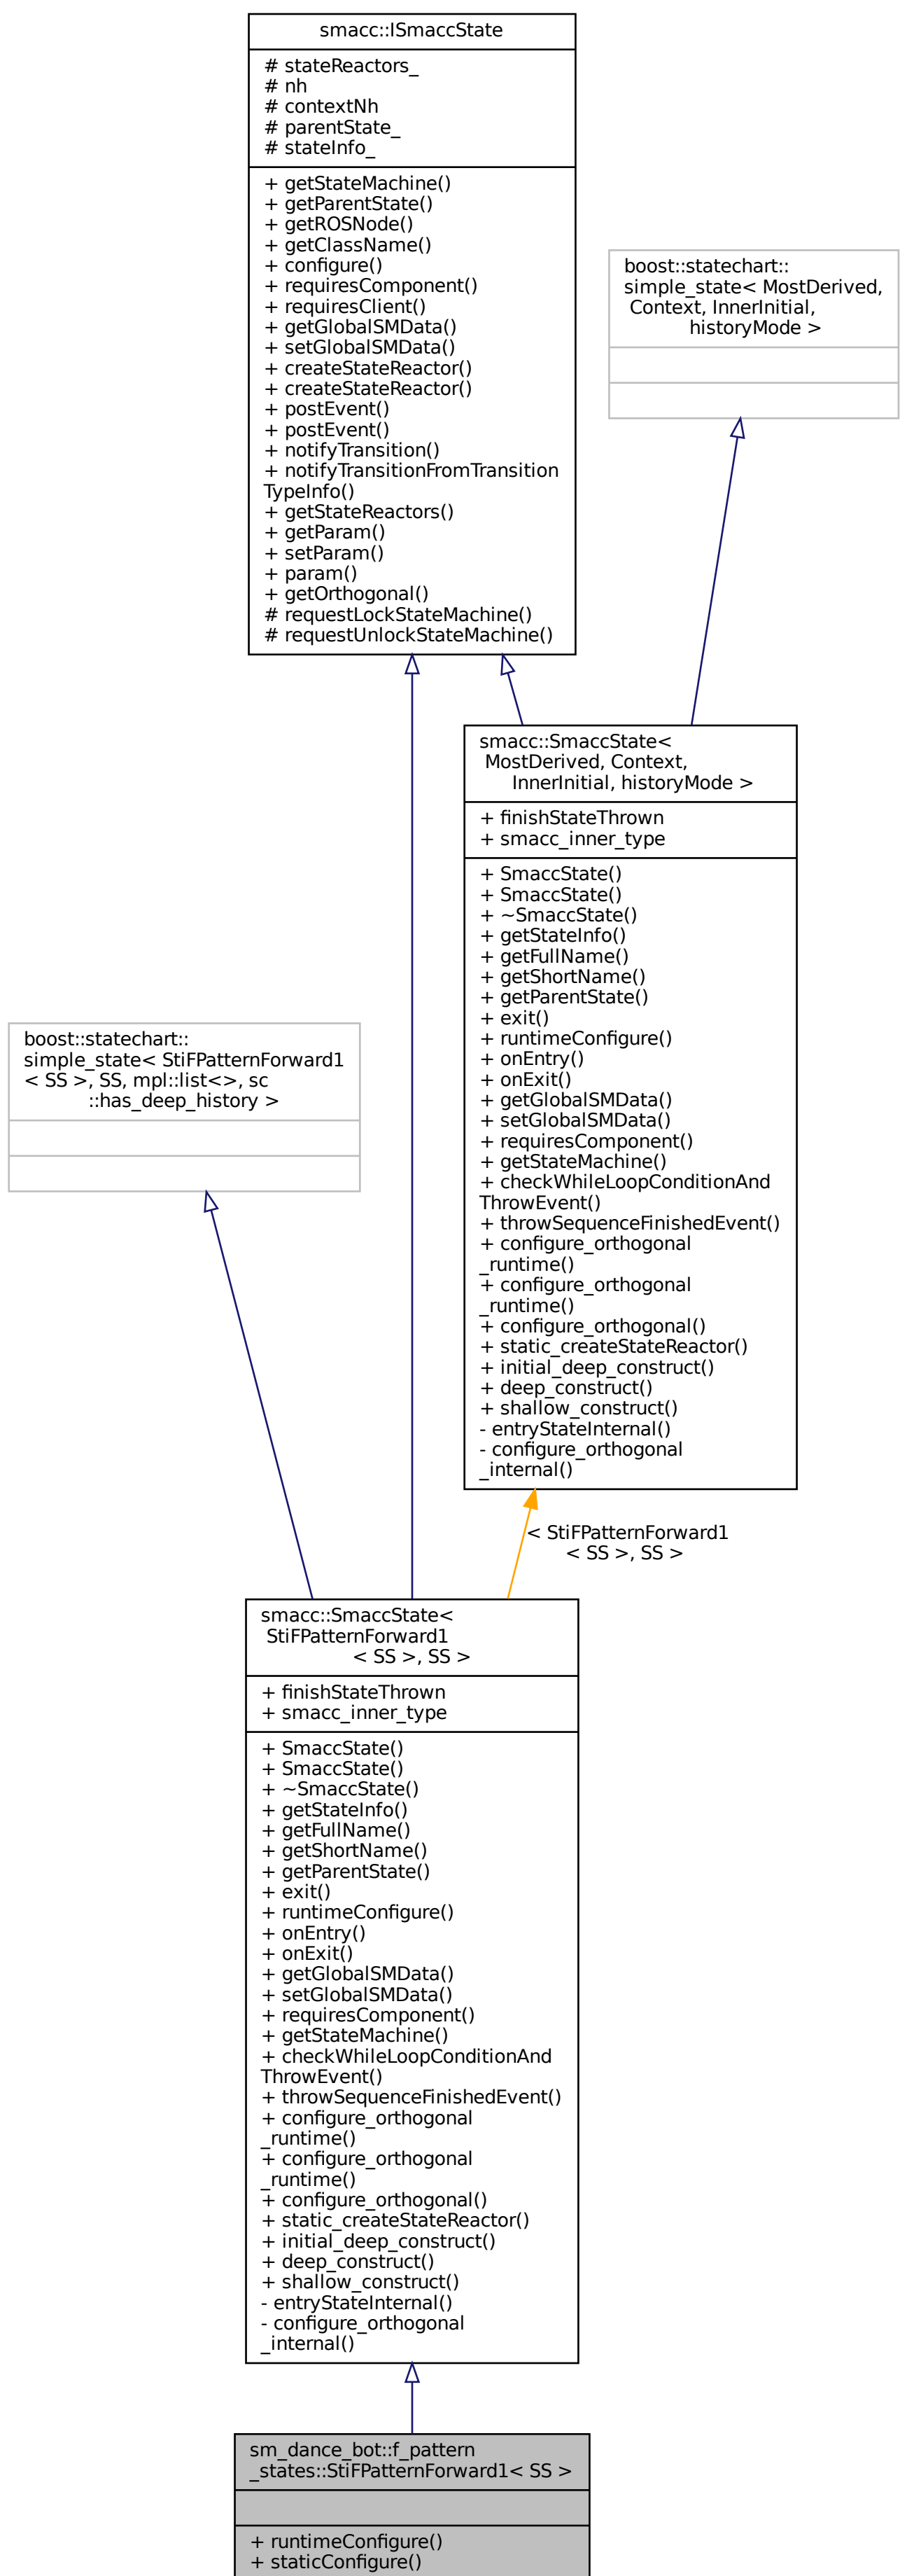 smacc::ISmaccState
# stateReactors_
# nh
# contextNh
# parentState_
# stateInfo_
+ getStateMachine()
+ getParentState()
+ getROSNode()
+ getClassName()
+ configure()
+ requiresComponent()
+ requiresClient()
+ getGlobalSMData()
+ setGlobalSMData()
+ createStateReactor()
+ createStateReactor()
+ postEvent()
+ postEvent()
+ notifyTransition()
+ notifyTransitionFromTransition
TypeInfo()
+ getStateReactors()
+ getParam()
+ setParam()
+ param()
+ getOrthogonal()
# requestLockStateMachine()
# requestUnlockStateMachine()
boost::statechart::
simple_state< MostDerived,
Context, InnerInitial,
historyMode >
smacc::SmaccState<
MostDerived, Context,
InnerInitial, historyMode >
+ finishStateThrown
+ smacc_inner_type
+ SmaccState()
+ SmaccState()
+ ~SmaccState()
+ getStateInfo()
+ getFullName()
+ getShortName()
+ getParentState()
+ exit()
+ runtimeConfigure()
+ onEntry()
+ onExit()
+ getGlobalSMData()
+ setGlobalSMData()
+ requiresComponent()
+ getStateMachine()
+ checkWhileLoopConditionAnd
ThrowEvent()
+ throwSequenceFinishedEvent()
+ configure_orthogonal
_runtime()
+ configure_orthogonal
_runtime()
+ configure_orthogonal()
+ static_createStateReactor()
+ initial_deep_construct()
+ deep_construct()
+ shallow_construct()
- entryStateInternal()
- configure_orthogonal
_internal()
boost::statechart::
simple_state< StiFPatternForward1
< SS >, SS, mpl::list<>, sc
::has_deep_history >
< StiFPatternForward1
< SS >, SS >
smacc::SmaccState<
StiFPatternForward1
< SS >, SS >
+ finishStateThrown
+ smacc_inner_type
+ SmaccState()
+ SmaccState()
+ ~SmaccState()
+ getStateInfo()
+ getFullName()
+ getShortName()
+ getParentState()
+ exit()
+ runtimeConfigure()
+ onEntry()
+ onExit()
+ getGlobalSMData()
+ setGlobalSMData()
+ requiresComponent()
+ getStateMachine()
+ checkWhileLoopConditionAnd
ThrowEvent()
+ throwSequenceFinishedEvent()
+ configure_orthogonal
_runtime()
+ configure_orthogonal
_runtime()
+ configure_orthogonal()
+ static_createStateReactor()
+ initial_deep_construct()
+ deep_construct()
+ shallow_construct()
- entryStateInternal()
- configure_orthogonal
_internal()
sm_dance_bot::f_pattern
_states::StiFPatternForward1< SS >
+ runtimeConfigure()
+ staticConfigure()